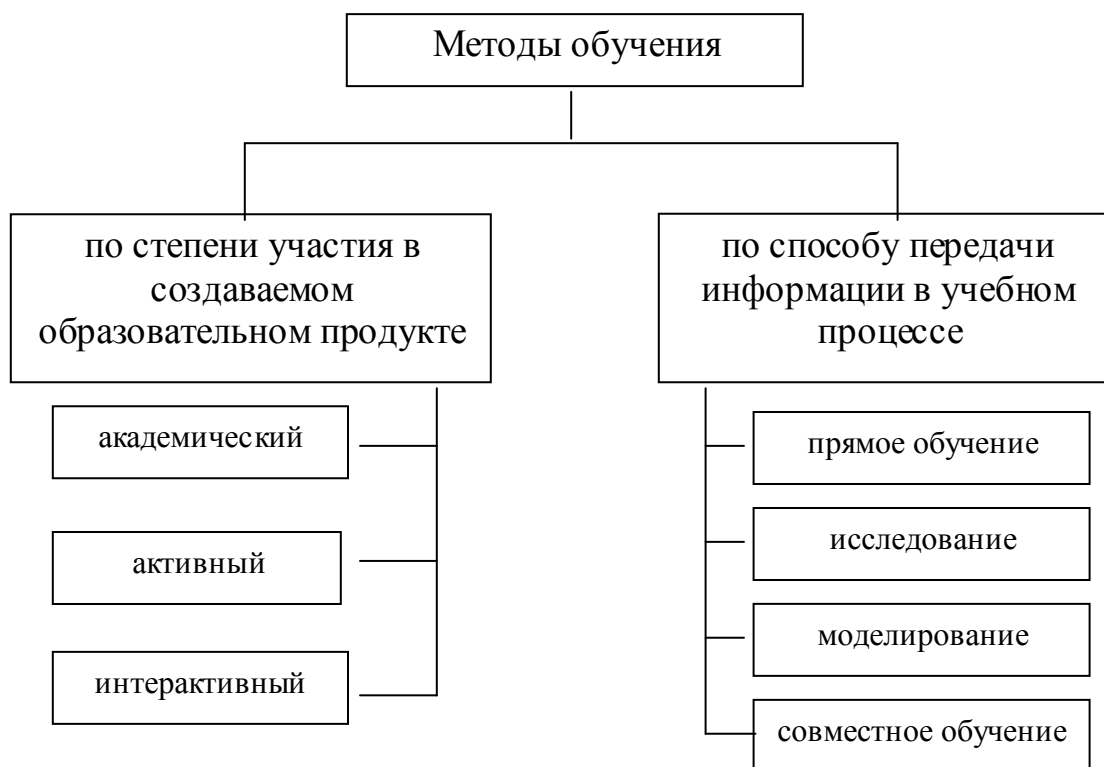 Методы обучения
по степени участия в
создаваемом
образовательном продукте
академический
активный
интерактивный
по способу передачи
информации в учебном
процессе
прямое обучение
исследование
моделирование
совместное обучение